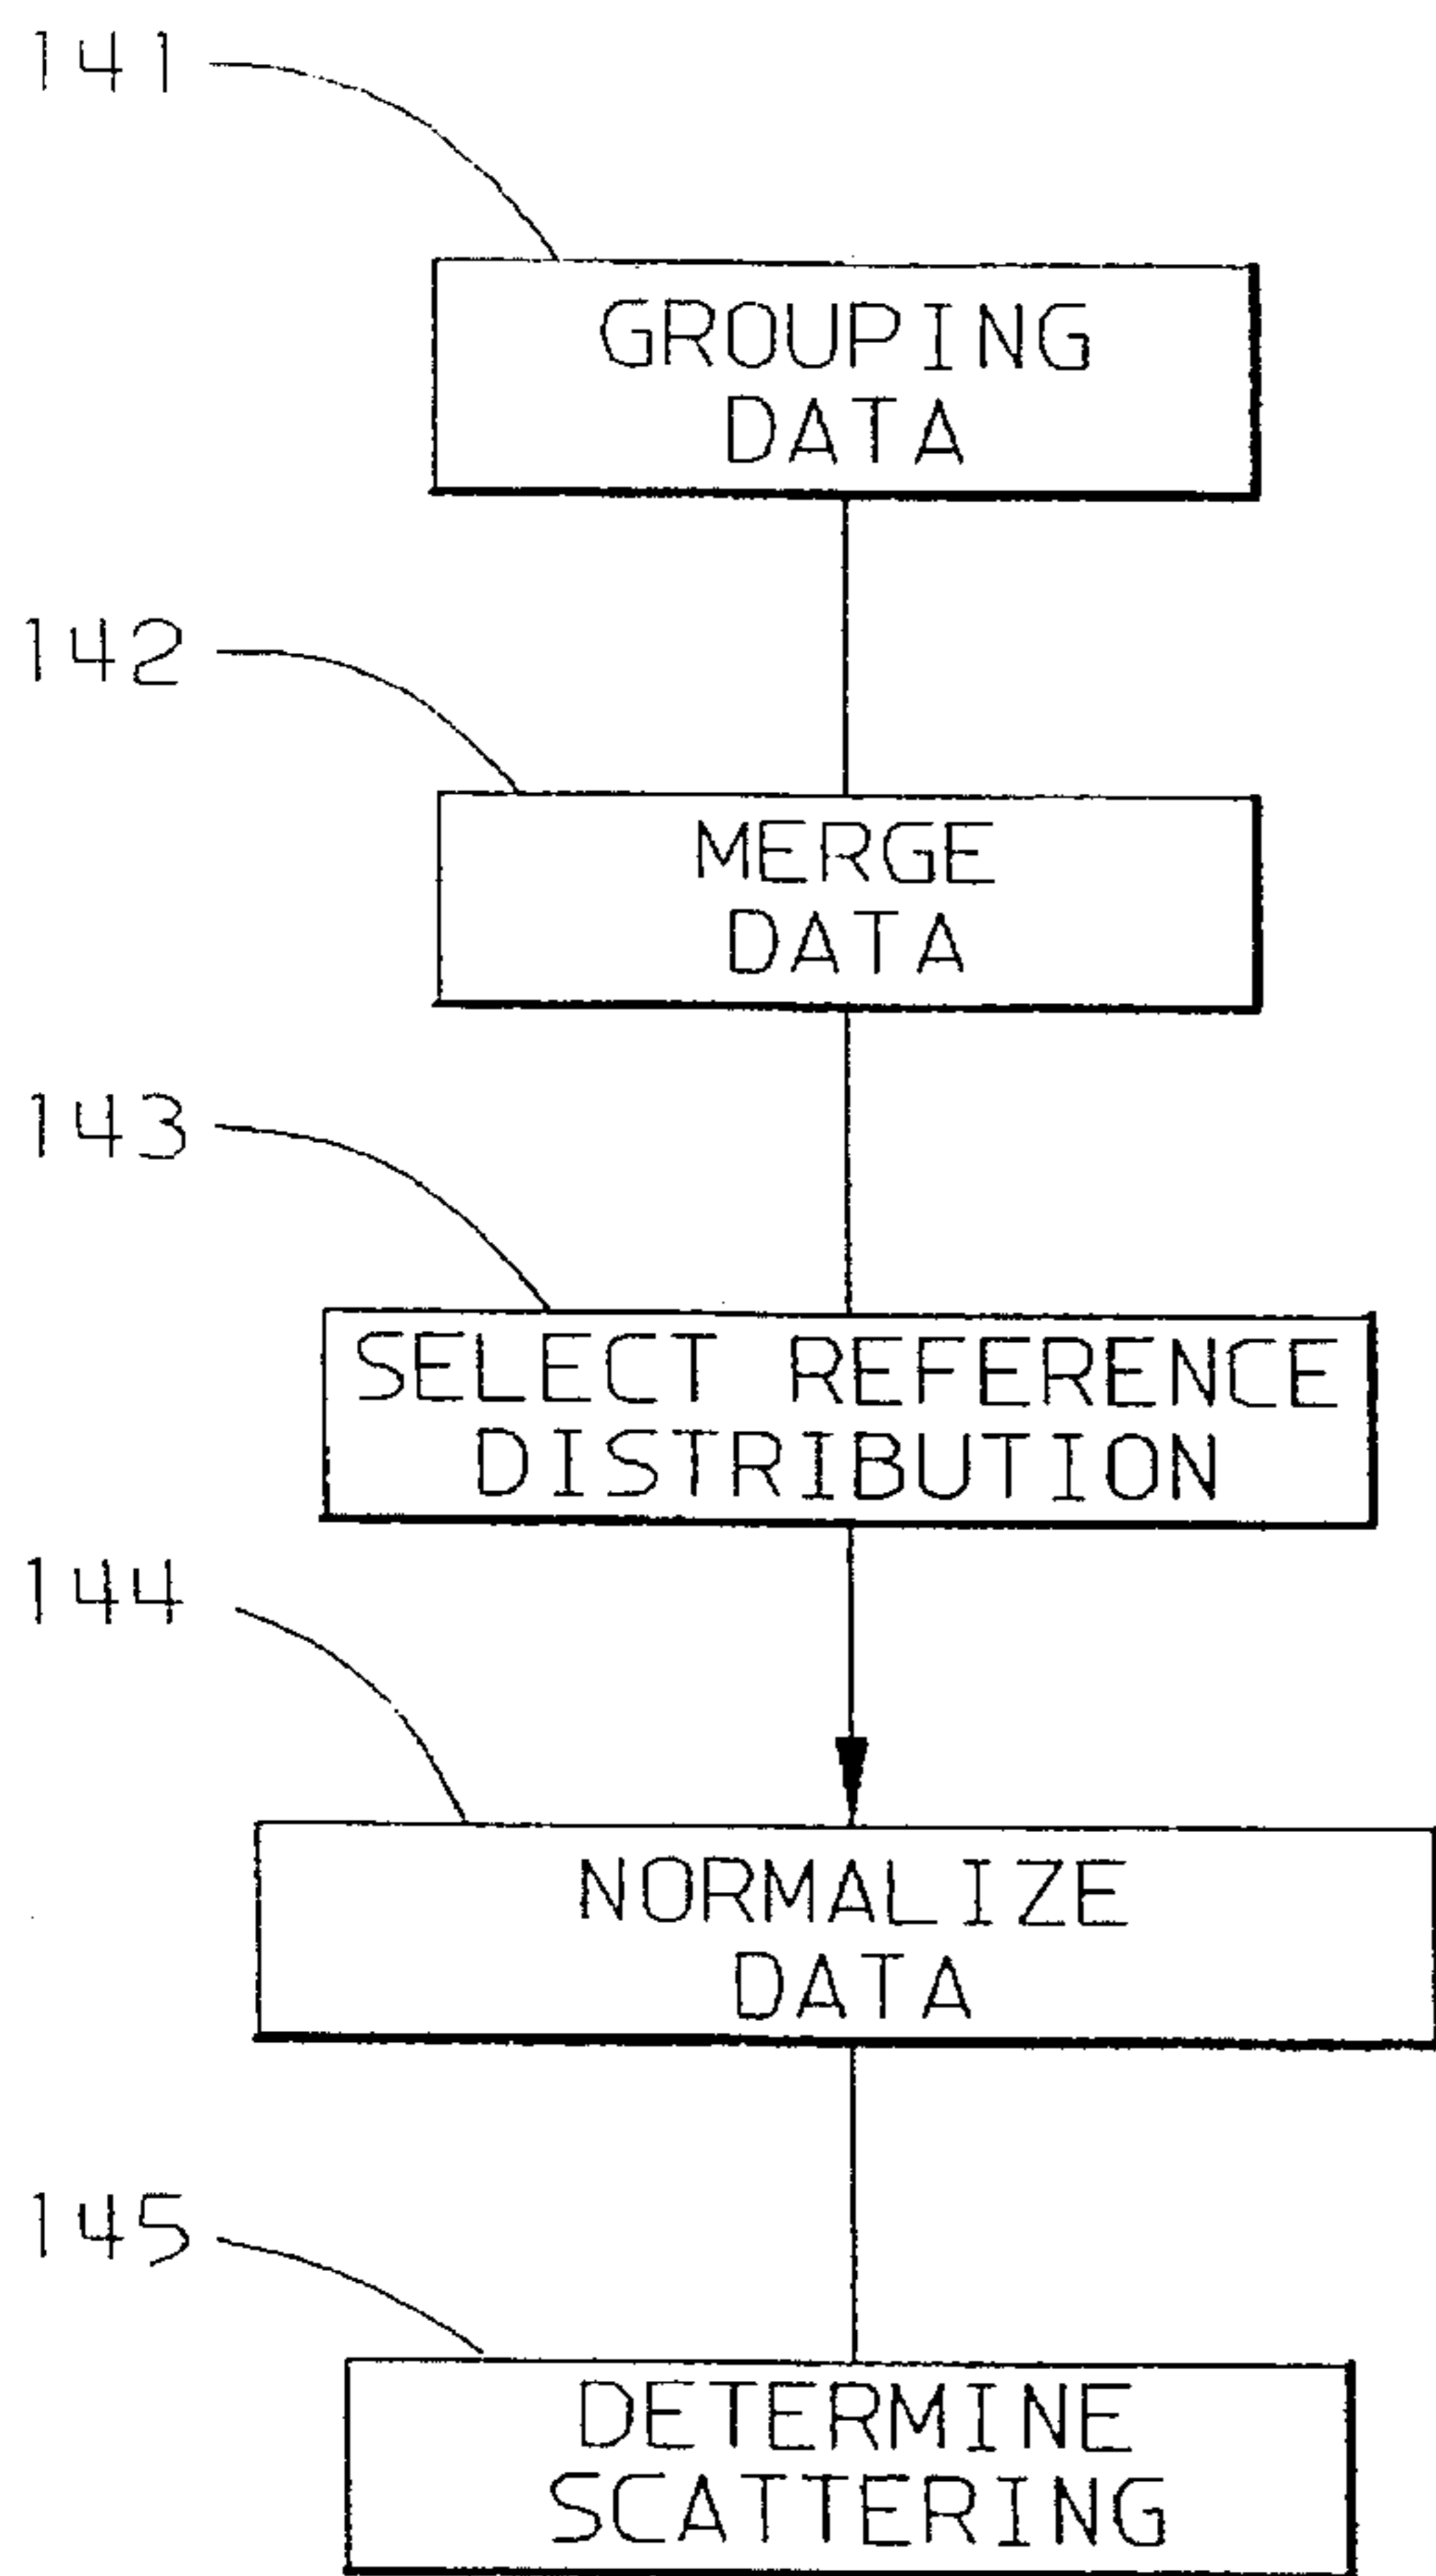 141
GROUPING
DATA
142
MERGE
DATA
143
SELECT REFERENCE
DISTRIBUTION
144
NORMALIZE
DATA
145
DETERMINE
SCATTERING